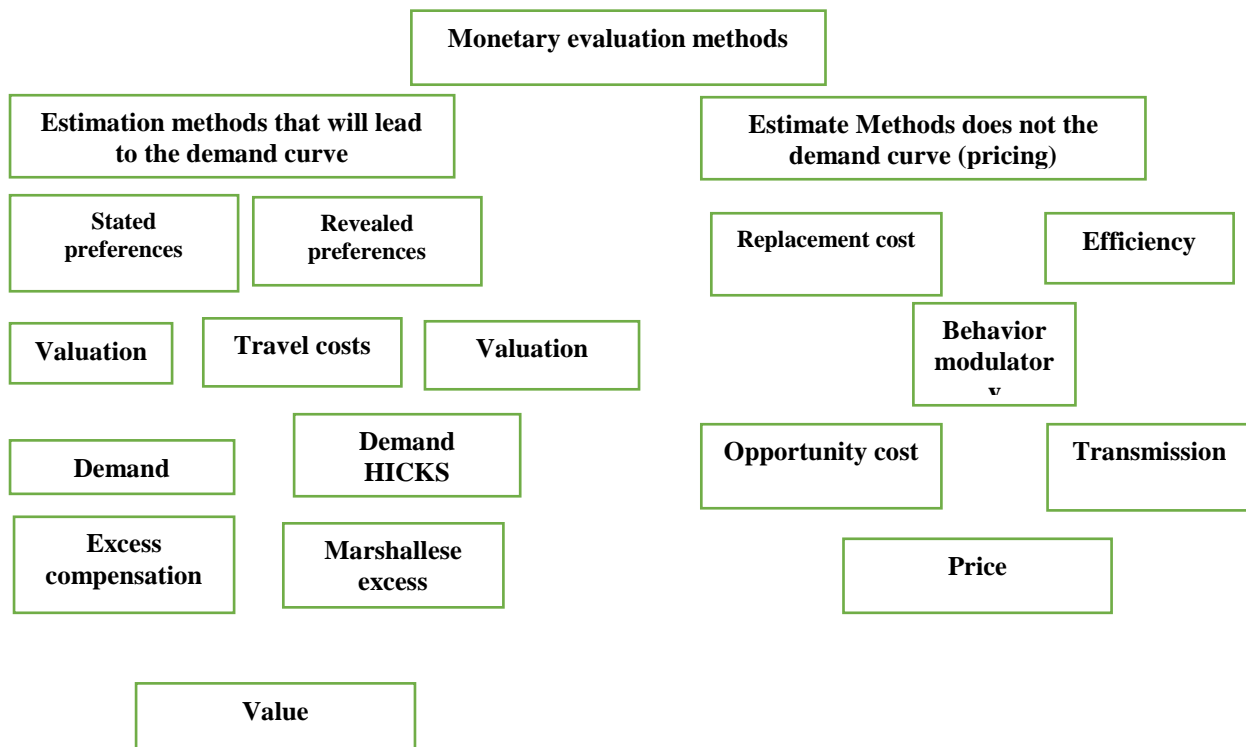 Monetary evaluation methods
Estimation methods that will lead
to the demand curve
Estimate Methods does not the
demand curve (pricing)
Stated
preferences
Revealed
preferences
Replacement cost
Efficiency
Valuation
Travel costs
Valuation
Behavior
modulator
y
Demand
Demand
HICKS
Opportunity cost
Transmission
Excess
compensation
Marshallese
excess
Price
Value